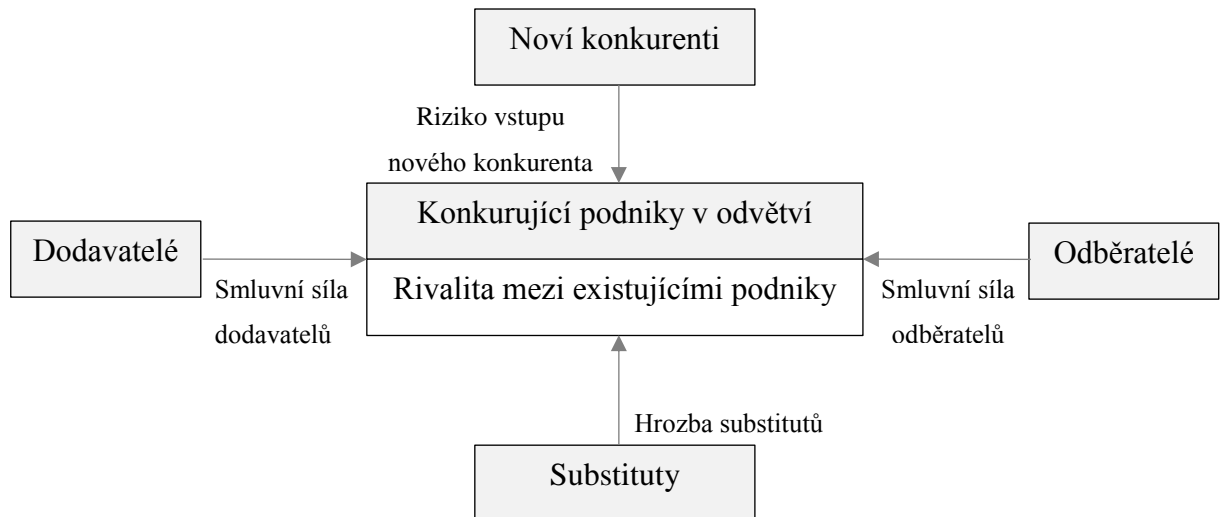 Noví konkurenti
Riziko vstupu
nového konkurenta
Konkurující podniky v odvětví
Dodavatelé
Odběratelé
Smluvní síla
dodavatelů
Rivalita mezi existujícími podniky
Smluvní síla
odběratelů
Hrozba substitutů
Substituty